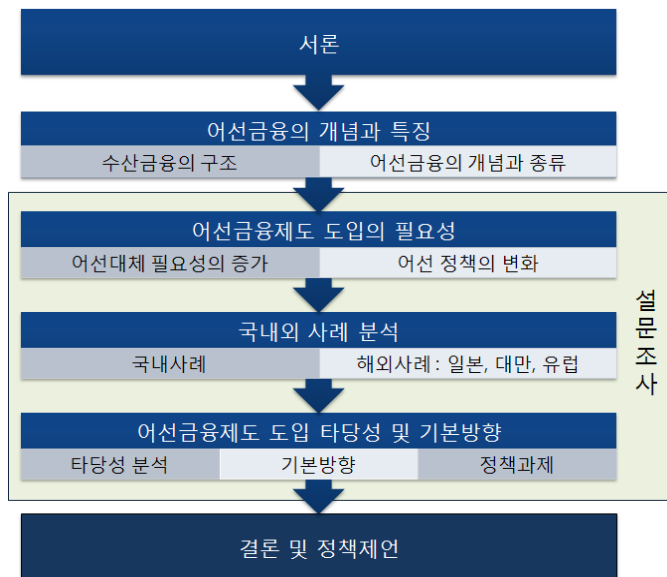 서론
어선금융의 개념과 특징
수산금융의 구조
어선금융의 개념과 종류
어선금융제도 도입의 필요성
어선대체 필요성의 증가
어선 정책의 변화
국내외 사례 분석
국내사례
해외사례 : 일본, 대만, 유럽
어선금융제도 도입 타당성 및 기본방향
타당성 분석
기본방향
정책과제
설문조사
결론 및 정책제언